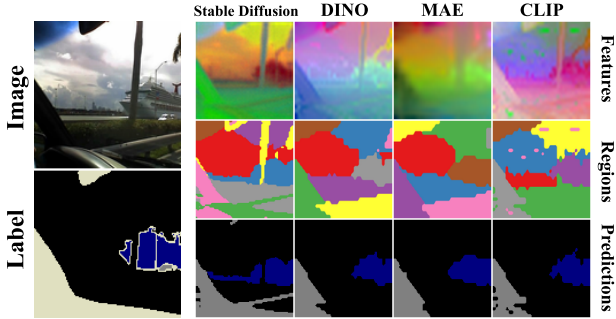 Stable Diffusion DINO MAE CLIP
Image
Features
Regions
Label
Predictions